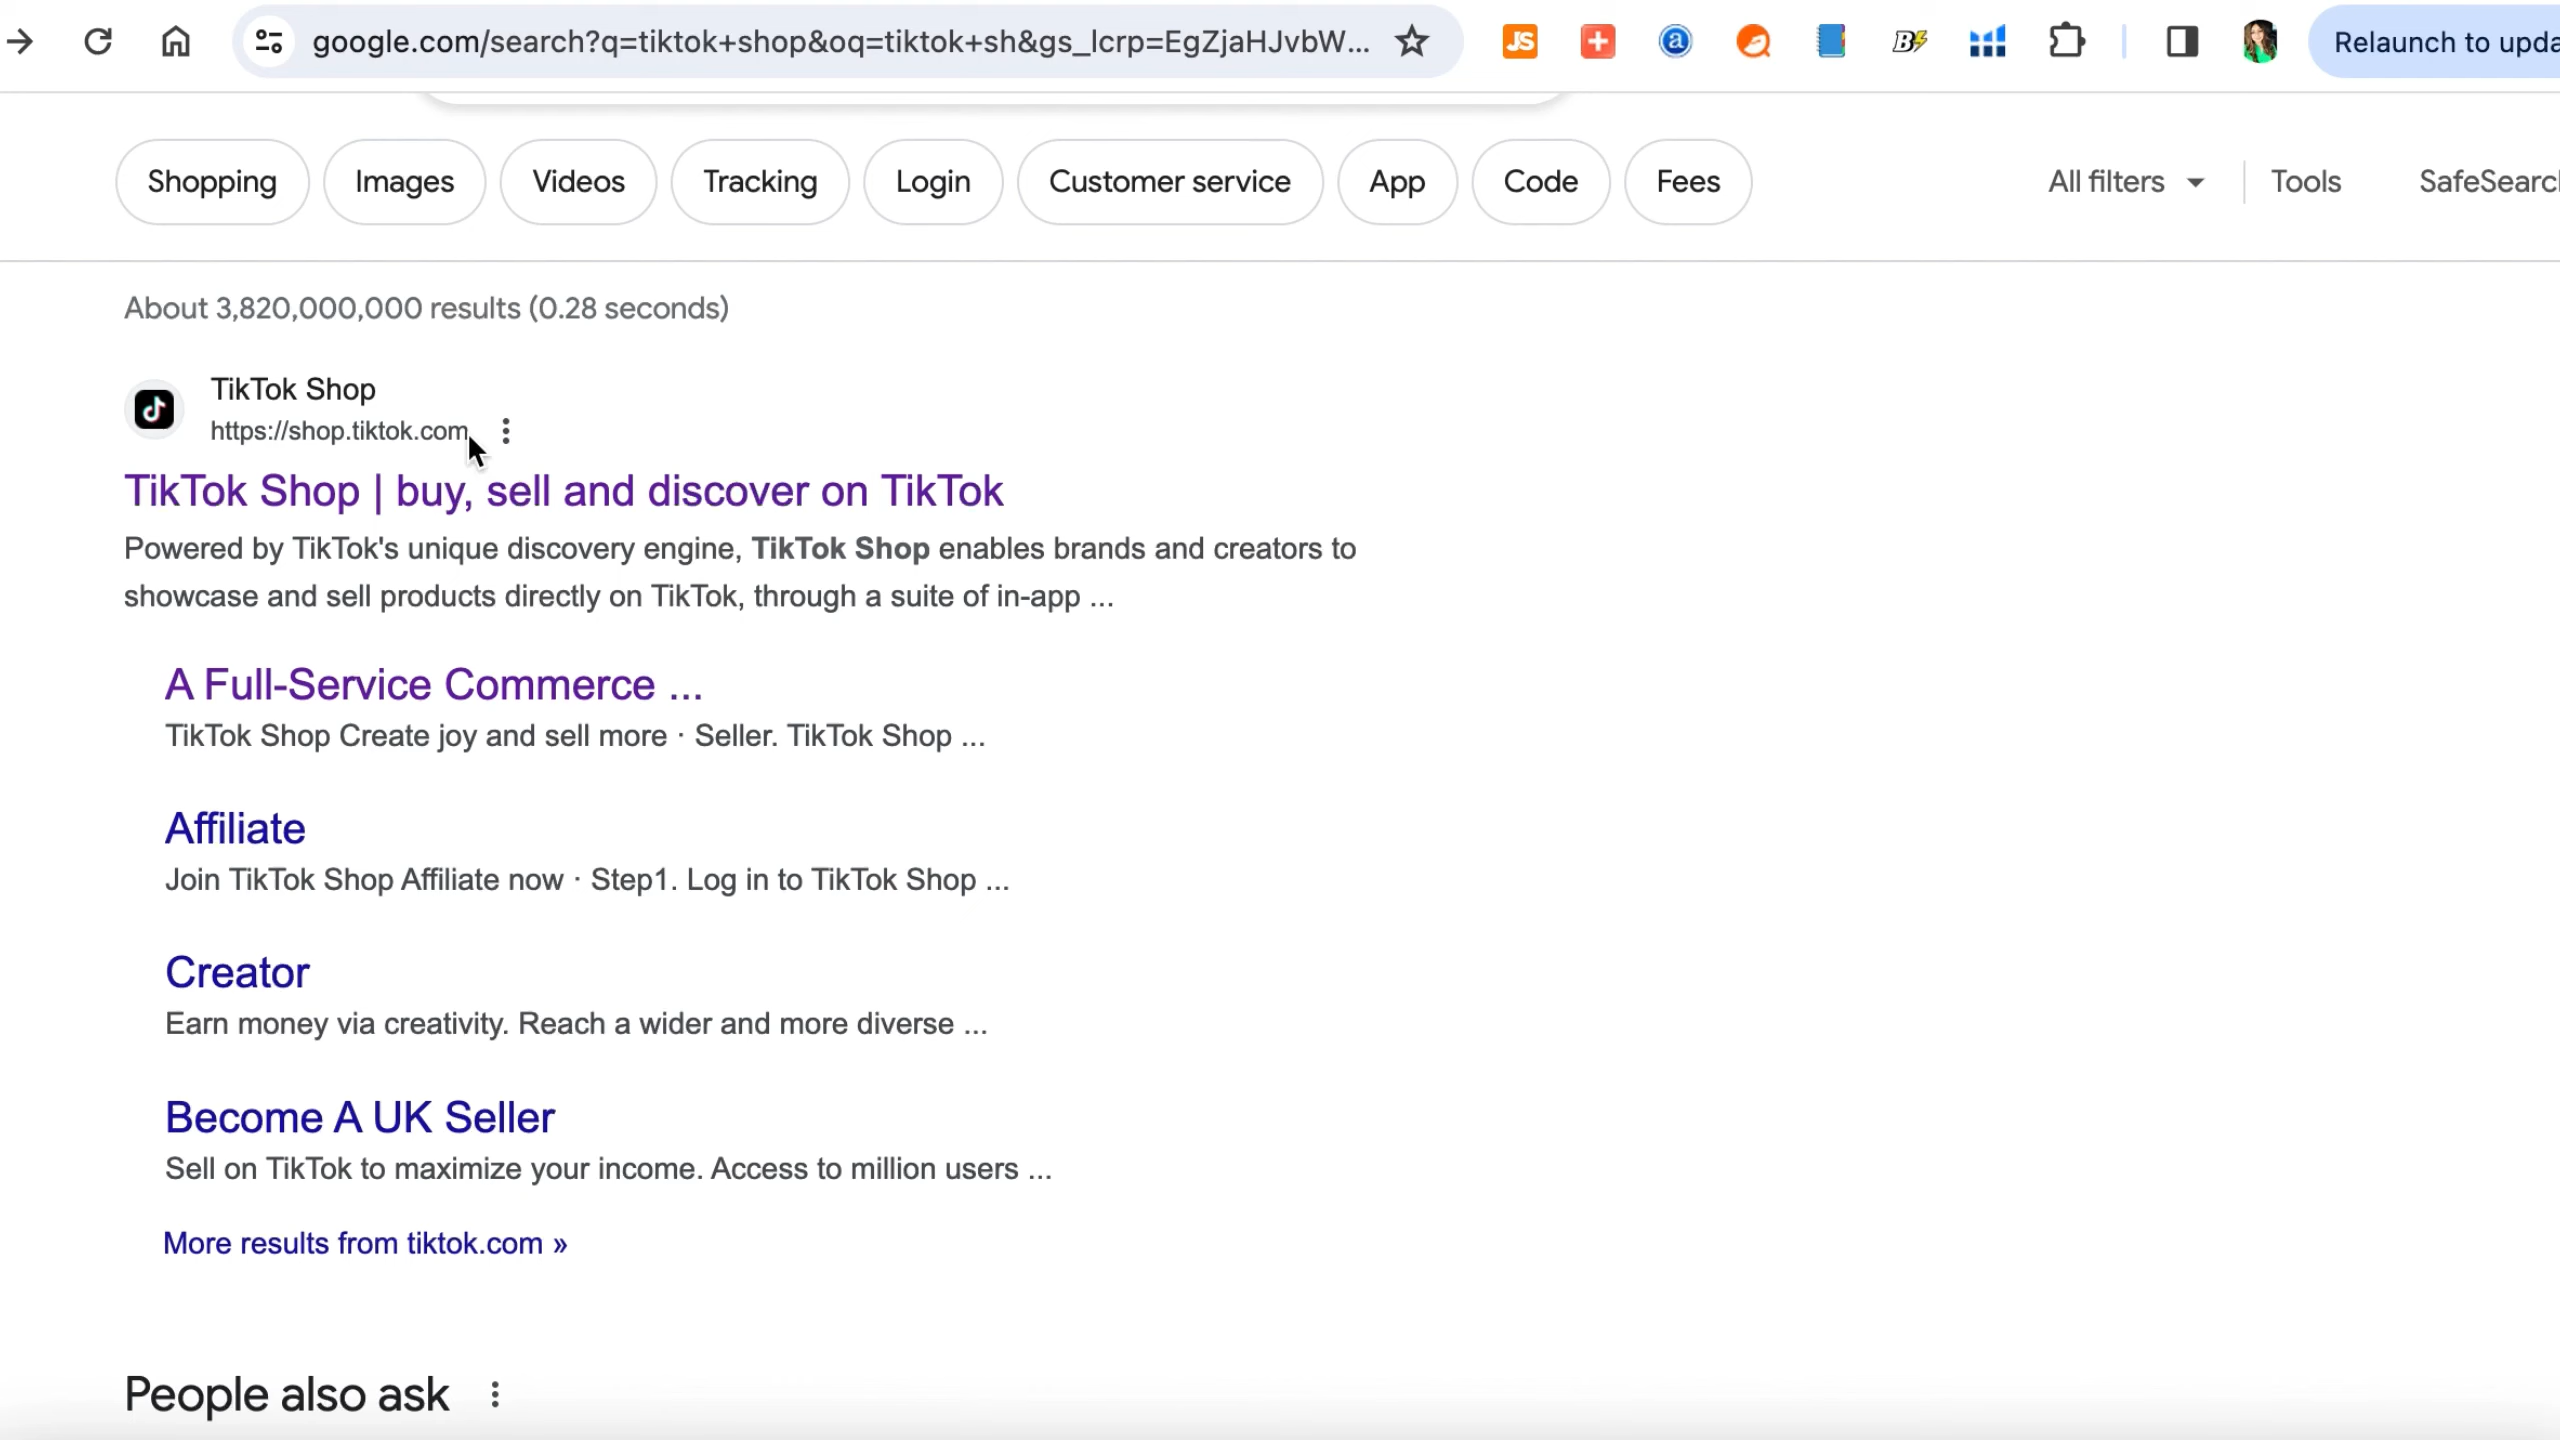 google.com/search?q=tiktok+shop&oq=tiktok+sh&gs_lcrp=EgZjaHJvbW...
JS
a
B
Relaunch to upda
Shopping
Images
Videos
Tracking
Login
Customer service
App
Code
Fees
All filters
Tools
SafeSearch
About 3,820,000,000 results (0.28 seconds)
TikTok Shop
https://shop.tiktok.com
TikTok Shop | buy, sell and discover on TikTok
Powered by TikTok's unique discovery engine, TikTok Shop enables brands and creators to
showcase and sell products directly on TikTok, through a suite of in-app ...
A Full-Service Commerce ...
TikTok Shop Create joy and sell more · Seller. TikTok Shop ...
Affiliate
Join TikTok Shop Affiliate now · Step1. Log in to TikTok Shop ...
Creator
Earn money via creativity. Reach a wider and more diverse ...
Become A UK Seller
Sell on TikTok to maximize your income. Access to million users ...
More results from tiktok.com »
People also ask